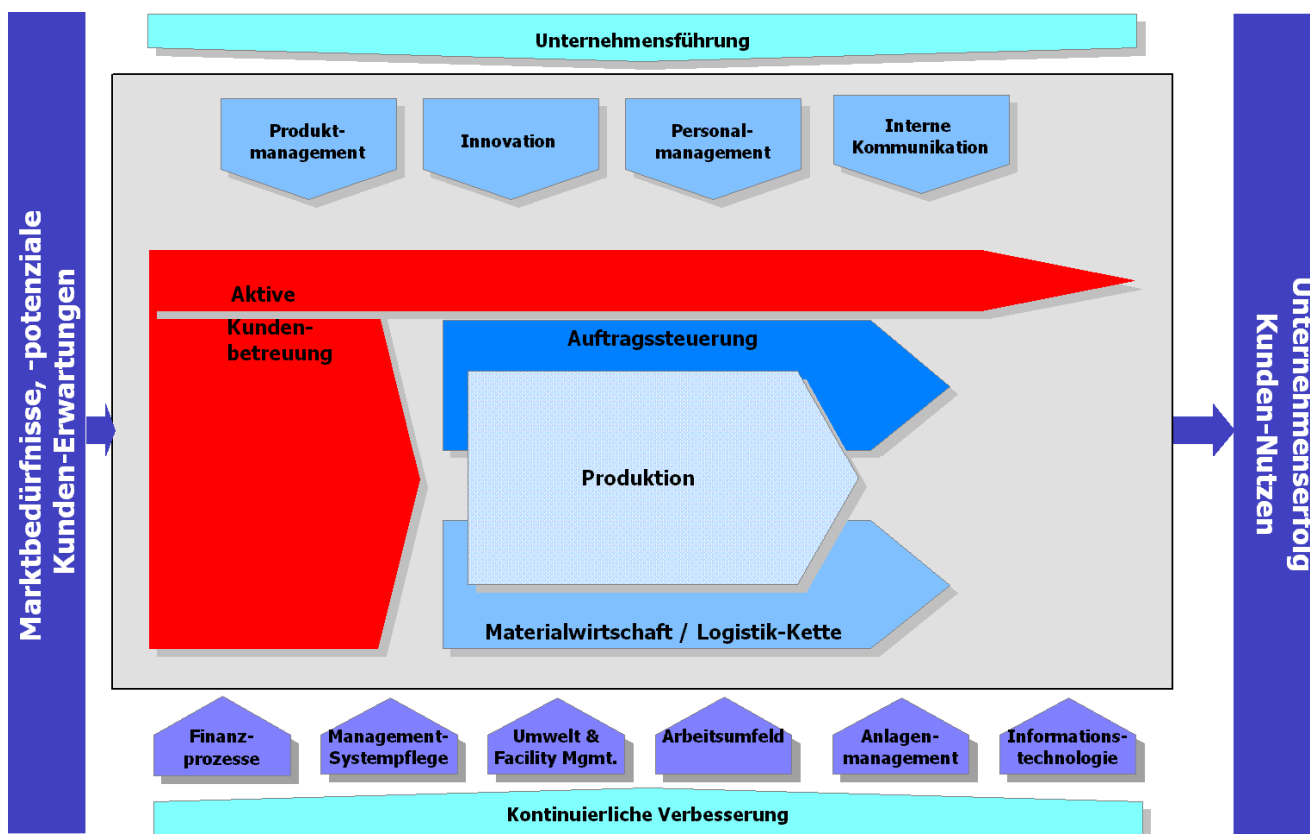 Unternehmensführung
Produkt-
management
Innovation
Personal-
management
Interne
Kommunikation
Marktbedürfnisse, -potenziale
Kunden-Erwartungen
Aktive
Kunden-
betreuung
Auftragssteuerung
Produktion
Materialwirtschaft / Logistik-Kette
Unternehmenserfolg
Kunden-Nutzen
Finanz-
prozesse
Management-
Systempflege
Umwelt &
Facility Mgmt.
Arbeitsumfeld
Anlagen-
management
Informations-
technologie
Kontinuierliche Verbesserung